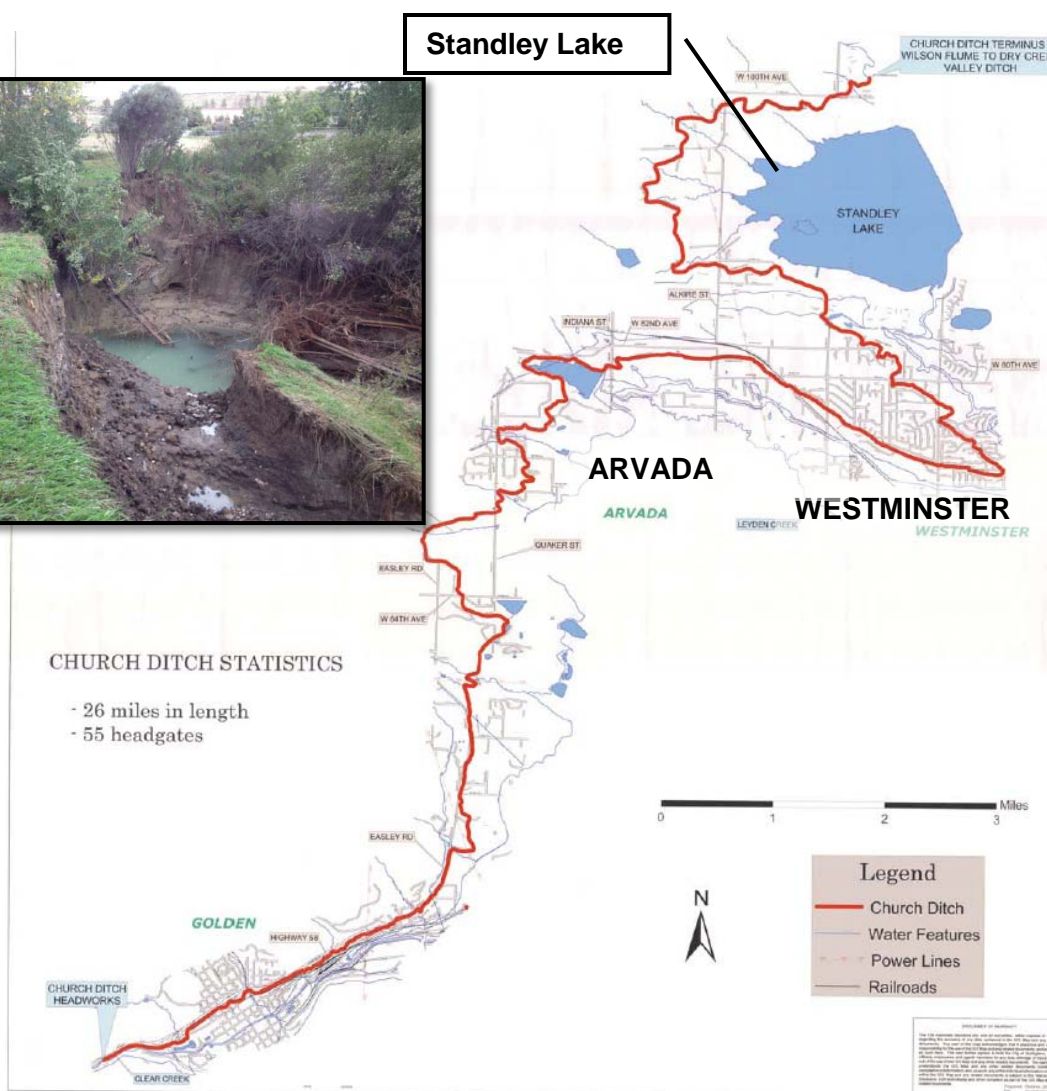 Standley Lake
CHURCH DITCH TERMINUS
WILSON FLUME TO DRY CREE
VALLEY DITCH
W 100TH AVE
STANDLEY
LAKE
ALKIRE ST
INDIANA ST
W 82ND AVE
W 80TH AVE
ARVADA
WESTMINSTER
ARVADA
LEYDEN CREEK
WESTMINSTER
QUAKER ST
EASLEY RD
W 64TH AVE
CHURCH DITCH STATISTICS
- 26 miles in length
- 55 headgates
Miles
0 1 2 3
EASLEY RD
N
Legend
Church Ditch
Water Features
Power Lines
Railroads
GOLDEN
HIGHWAY 58
CHURCH DITCH
HEADWORKS
CLEAR CREEK